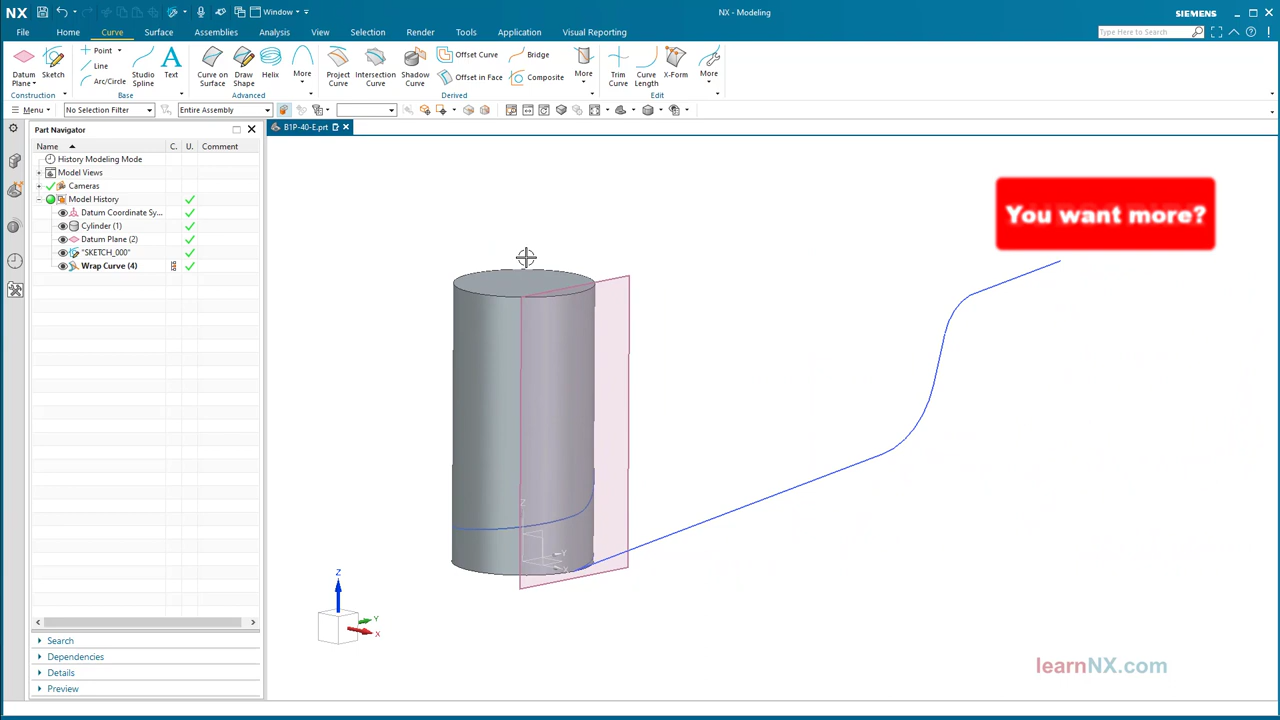 NX
Window
NX - Modeling
SIEMENS
File
Home
Curve
Surface
Assemblies
Analysis
View
Selection
Render
Tools
Application
Visual Reporting
Type Here to Search
Datum
Plane
Sketch
Point
Line
Arc/Circle
Studio
Spline
Text
Curve on
Surface
Draw
Shape
Helix
More
Project
Curve
Intersection
Curve
Shadow
Curve
Offset Curve
Offset in Face
Bridge
Composite
More
Trim
Curve
Curve
Length
X-Form
More
Construction
Base
Advanced
Derived
Edit
Menu
No Selection Filter
Entire Assembly
Part Navigator
B1P-40-E.prt
Name
C.
U.
Comment
History Modeling Mode
Model Views
Cameras
Model History
Datum Coordinate Sy...
Cylinder (1)
Datum Plane (2)
"SKETCH_000"
Wrap Curve (4)
You want more?
Z
Y
X
Z
Y
X
Search
Dependencies
Details
Preview
learnNX.com